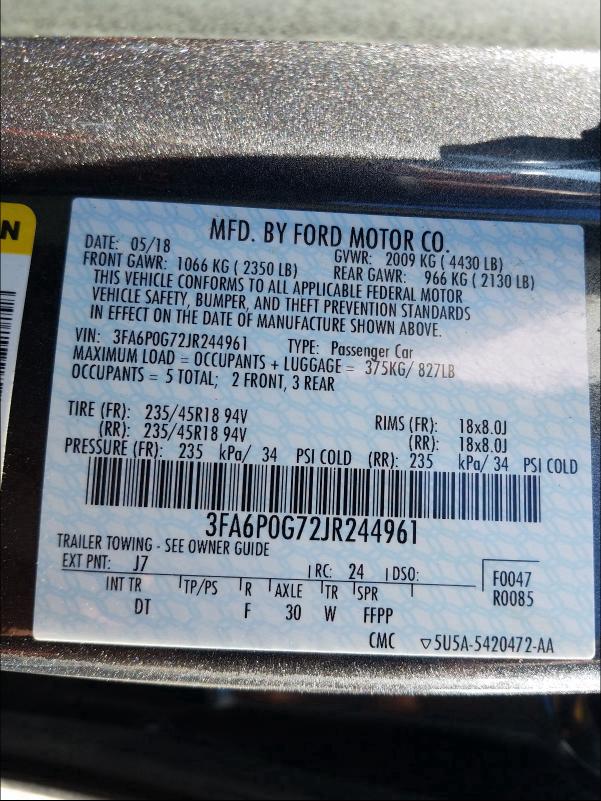 N
MFD. BY FORD MOTOR CO.
DATE: 05/18 GVWR: 2009 KG ( 4430 LB)
FRONT GAWR: 1066 KG ( 2350 LB) REAR GAWR: 966 KG ( 2130 LB)
THIS VEHICLE CONFORMS TO ALL APPLICABLE FEDERAL MOTOR
VEHICLE SAFETY, BUMPER, AND THEFT PREVENTION STANDARDS
IN EFFECT ON THE DATE OF MANUFACTURE SHOWN ABOVE.
VIN: 3FA6P0G72JR244961 TYPE: Passenger Car
MAXIMUM LOAD = OCCUPANTS + LUGGAGE = 375KG/ 827LB
OCCUPANTS = 5 TOTAL; 2 FRONT, 3 REAR
TIRE (FR): 235/45R18 94V RIMS (FR): 18x8.0J
(RR): 235/45R18 94V (RR): 18x8.0J
PRESSURE (FR): 235 kPa/ 34 PSI COLD (RR): 235 kPa/ 34 PSI COLD
3FA6P0G72JR244961
TRAILER TOWING - SEE OWNER GUIDE
EXT PNT: J7 RC: 24 DSO: F0047
INT TR TP/PS R AXLE TR SPR R0085
DT F 30 W FFPP
CMC ▽5U5A-5420472-AA